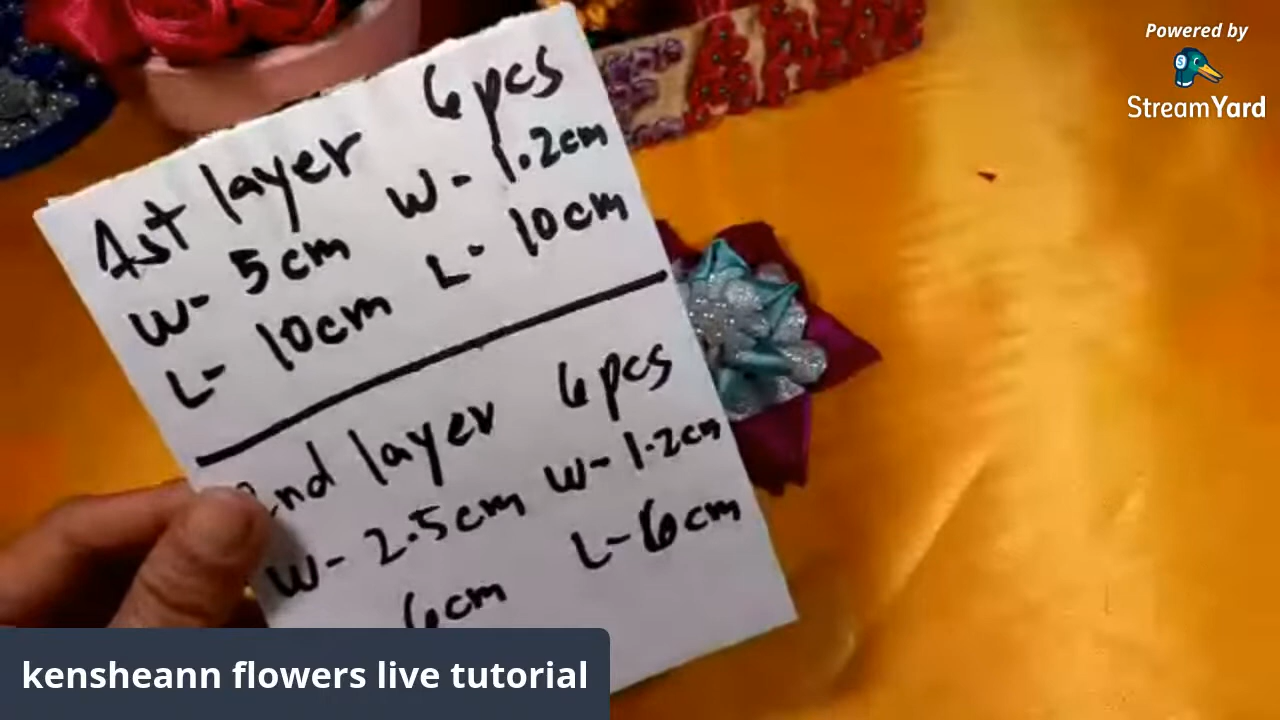 Powered by
StreamYard
1st layer 6pcs
W- 5cm W- 1.2cm
L- 10cm L- 10cm
2nd layer 6pcs
W- 2.5cm W- 1.2cm
6cm L- 6cm
kensheann flowers live tutorial